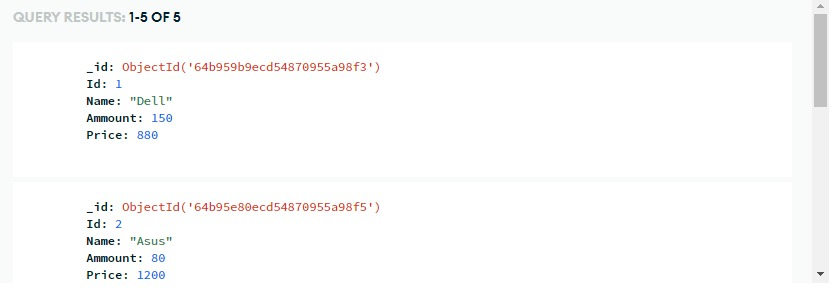 QUERY RESULTS: 1-5 OF 5
_id: ObjectId('64b959b9ecd54870955a98f3')
Id: 1
Name: "Dell"
Ammount: 150
Price: 880
_id: ObjectId('64b95e80ecd54870955a98f5')
Id: 2
Name: "Asus"
Ammount: 80
Price: 1200